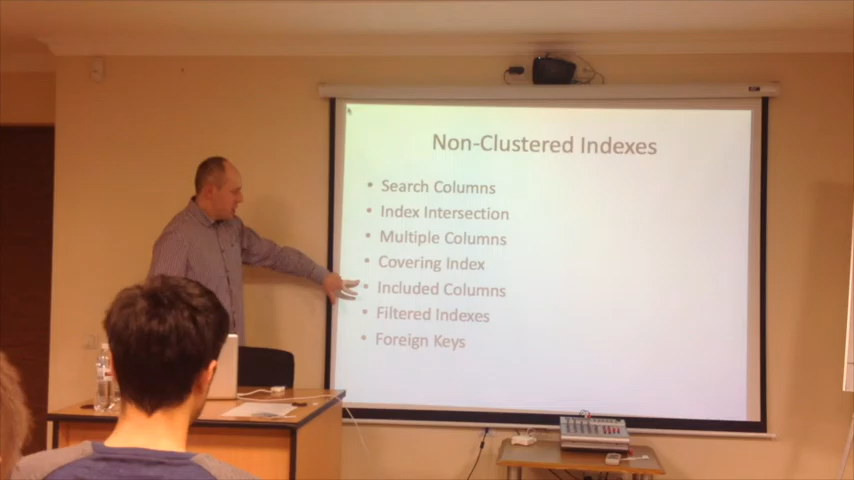 Non-Clustered Indexes
• Search Columns
• Index Intersection
• Multiple Columns
• Covering Index
• Included Columns
• Filtered Indexes
• Foreign Keys